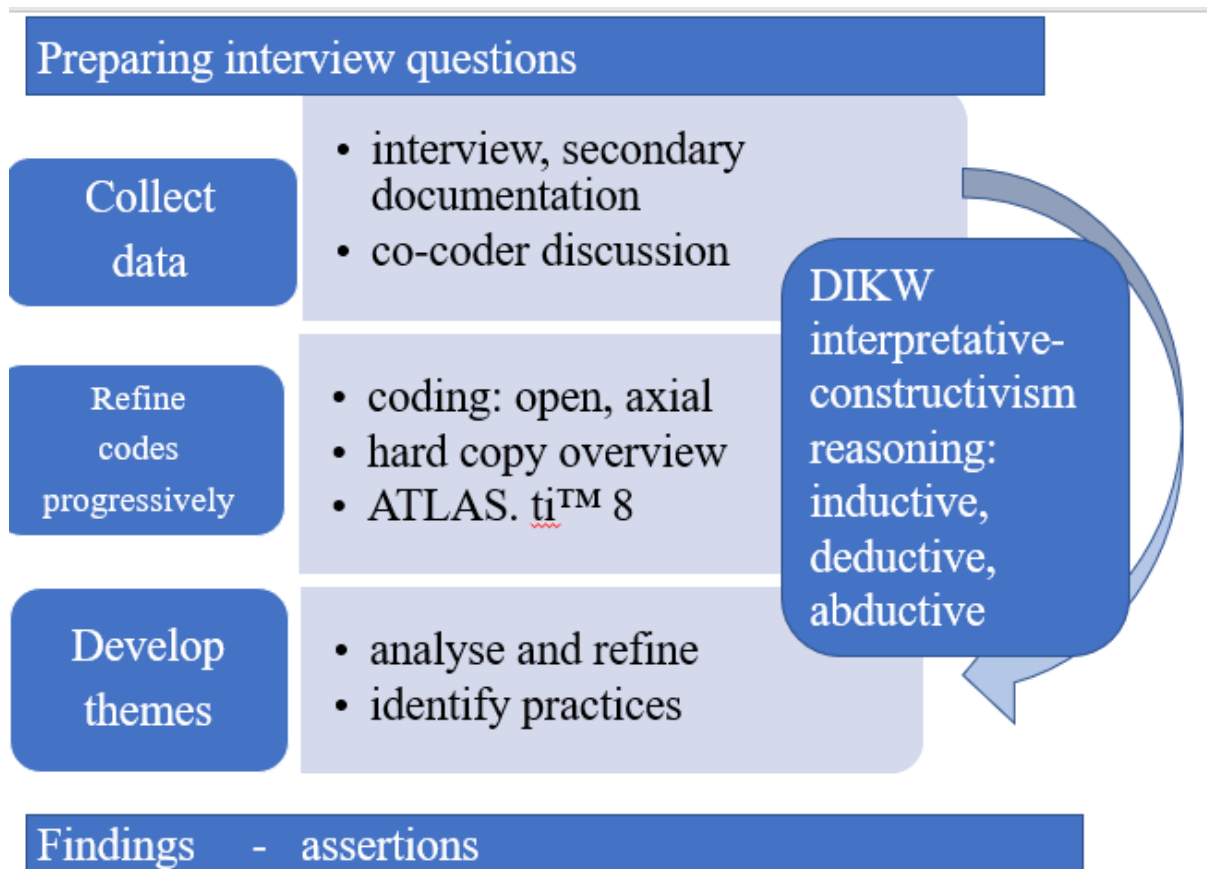 Preparing interview questions
Collect
data
• interview, secondary
documentation
• co-coder discussion
Refine
codes
progressively
• coding: open, axial
• hard copy overview
• ATLAS. ti™ 8
DIKW
interpretative-
constructivism
reasoning:
inductive,
deductive,
abductive
Develop
themes
• analyse and refine
• identify practices
Findings - assertions